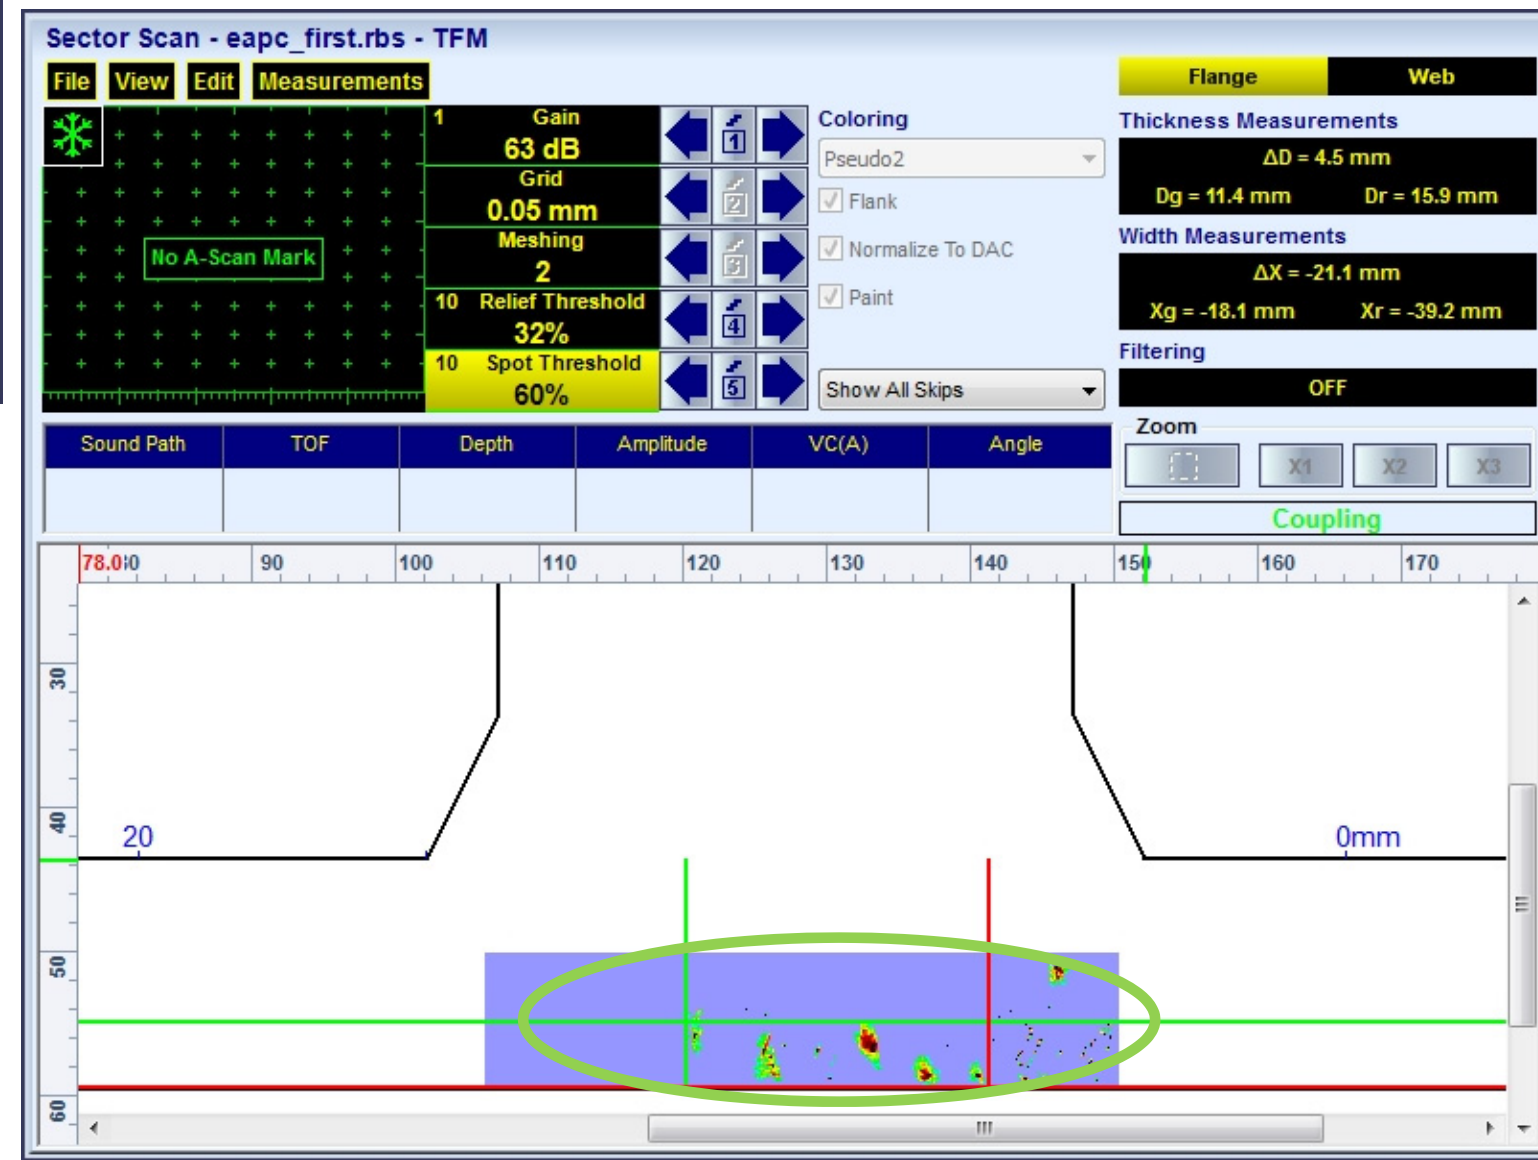 Sector Scan - eapc_first.rbs - TFM
File View Edit Measurements
No A-Scan Mark
1 Gain
63 dB
1
Grid
0.05 mm
2
Meshing
2
3
10 Relief Threshold
32%
4
10 Spot Threshold
60%
5
Coloring
Pseudo2
Flank
Normalize To DAC
Paint
Show All Skips
Flange Web
Thickness Measurements
ΔD = 4.5 mm
Dg = 11.4 mm Dr = 15.9 mm
Width Measurements
ΔX = -21.1 mm
Xg = -18.1 mm Xr = -39.2 mm
Filtering
OFF
Zoom
X1 X2 X3
Coupling
Sound Path TOF Depth Amplitude VC(A) Angle
78.0 90 100 110 120 130 140 150 160 170
30
40
50
60
20 0mm